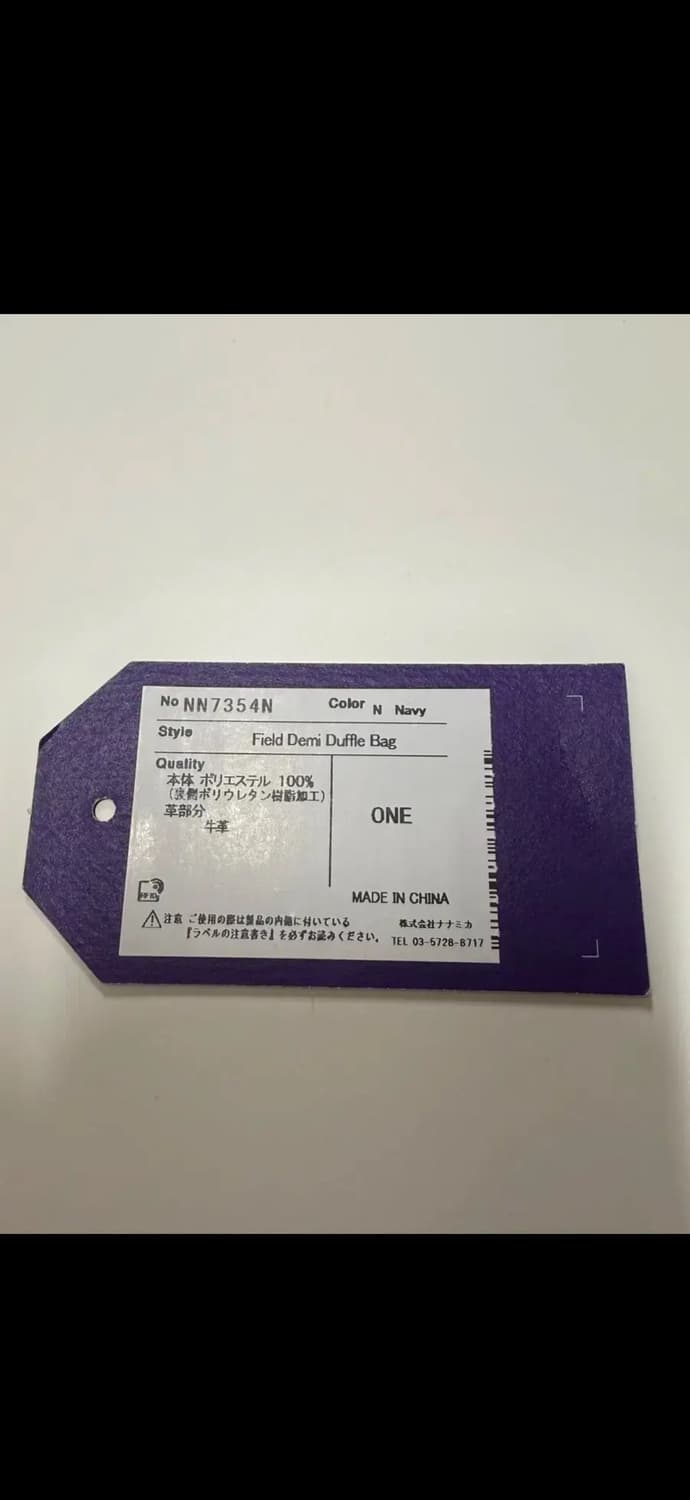 No NN7354N Color N Navy
Style Field Demi Duffle Bag
Quality
本体 ポリエステル 100%
(裏側ポリウレタン樹脂加工)
革部分
牛革
ONE
MADE IN CHINA
注意 ご使用の際は製品の内側に付いている
『ラベルの注意書き』を必ずお読みください。
株式会社ナナミカ
TEL 03-5728-8717